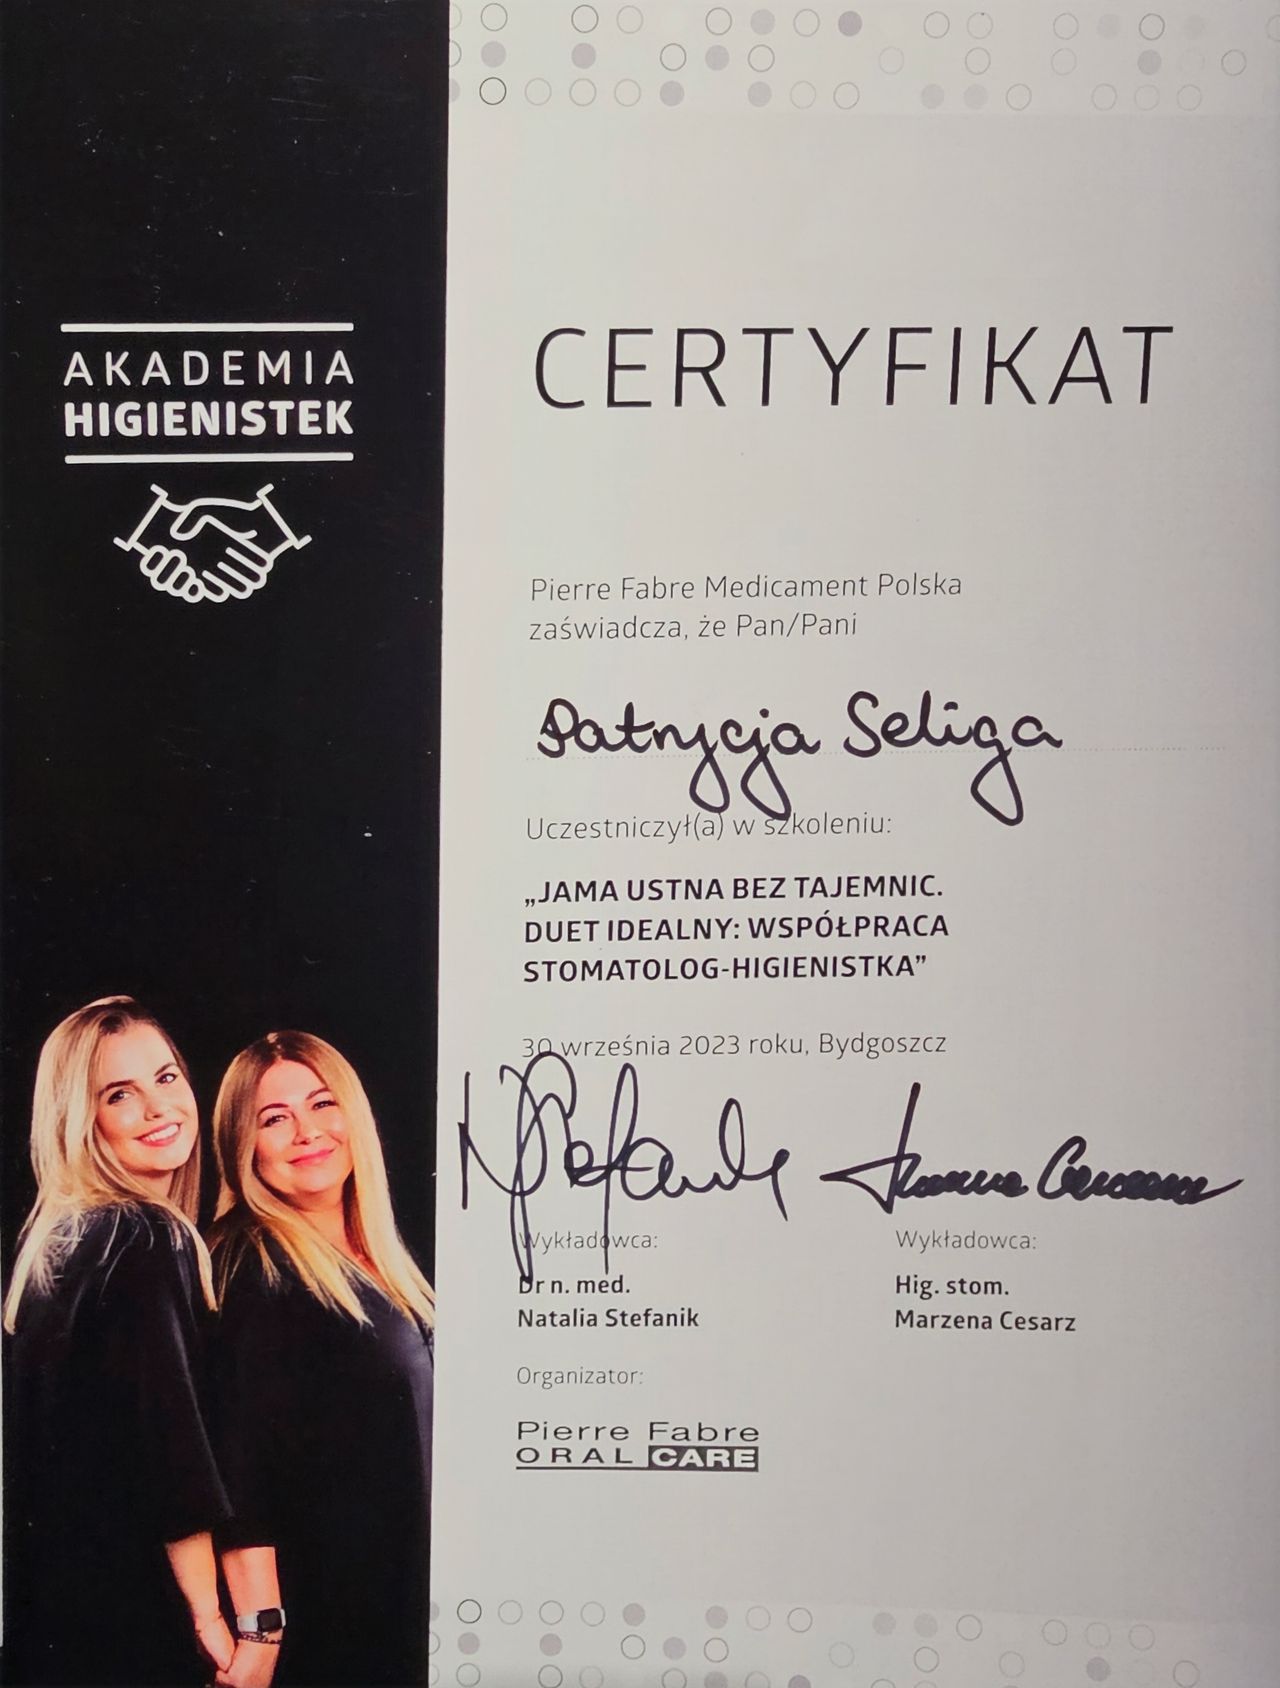 AKADEMIA
HIGIENISTEK
CERTYFIKAT
Pierre Fabre Medicament Polska
zaświadcza, że Pan/Pani
Patrycja Seliga
Uczestniczył(a) w szkoleniu:
„JAMA USTNA BEZ TAJEMNIC.
DUET IDEALNY: WSPÓŁPRACA
STOMATOLOG-HIGIENISTKA”
30 września 2023 roku, Bydgoszcz
Wykładowca:
Dr n. med.
Natalia Stefanik
Wykładowca:
Hig. stom.
Marzena Cesarz
Organizator:
Pierre Fabre
ORAL CARE